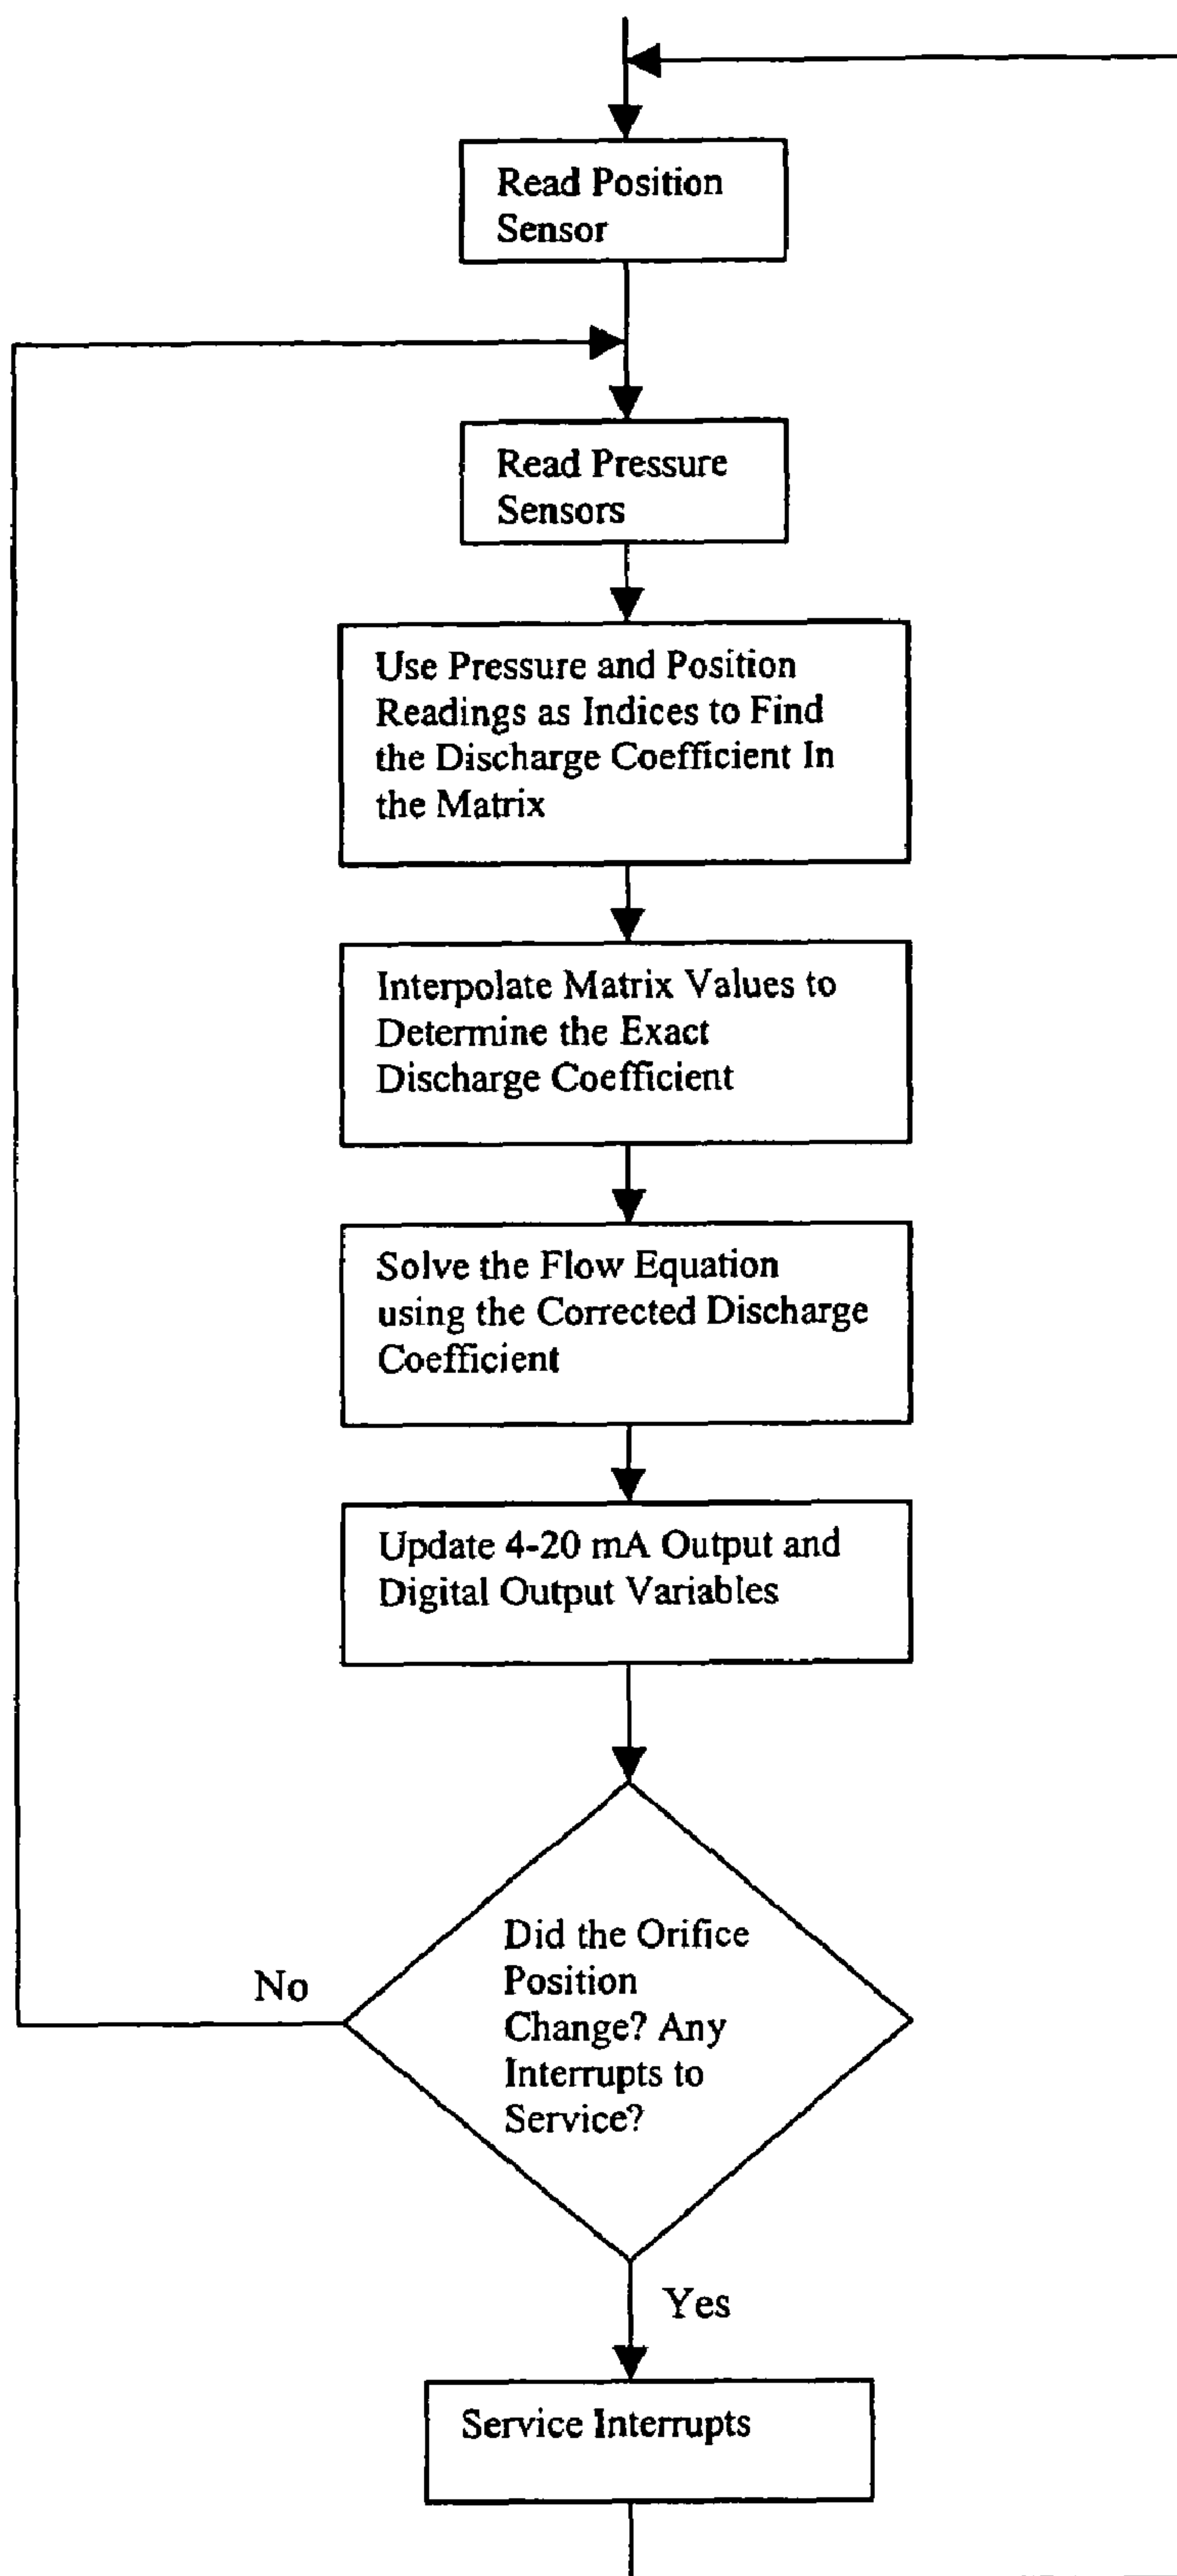 Read Position
Sensor
Read Pressure
Sensors
Use Pressure and Position
Readings as Indices to Find
the Discharge Coefficient In
the Matrix
Interpolate Matrix Values to
Determine the Exact
Discharge Coefficient
Solve the Flow Equation
using the Corrected Discharge
Coefficient
Update 4-20 mA Output and
Digital Output Variables
Did the Orifice
Position
Change? Any
Interrupts to
Service?
No
Yes
Service Interrupts